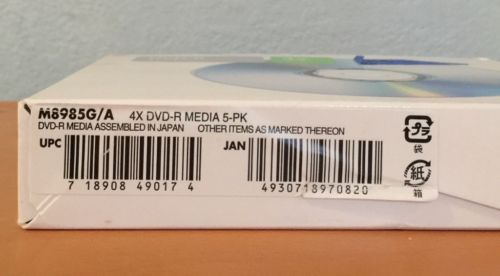 M8985G/A 4X DVD-R MEDIA 5-PK
DVD-R MEDIA ASSEMBLED IN JAPAN OTHER ITEMS AS MARKED THEREON
UPC JAN
7 18908 49017 4 4930718970820
プラ
袋
紙
箱